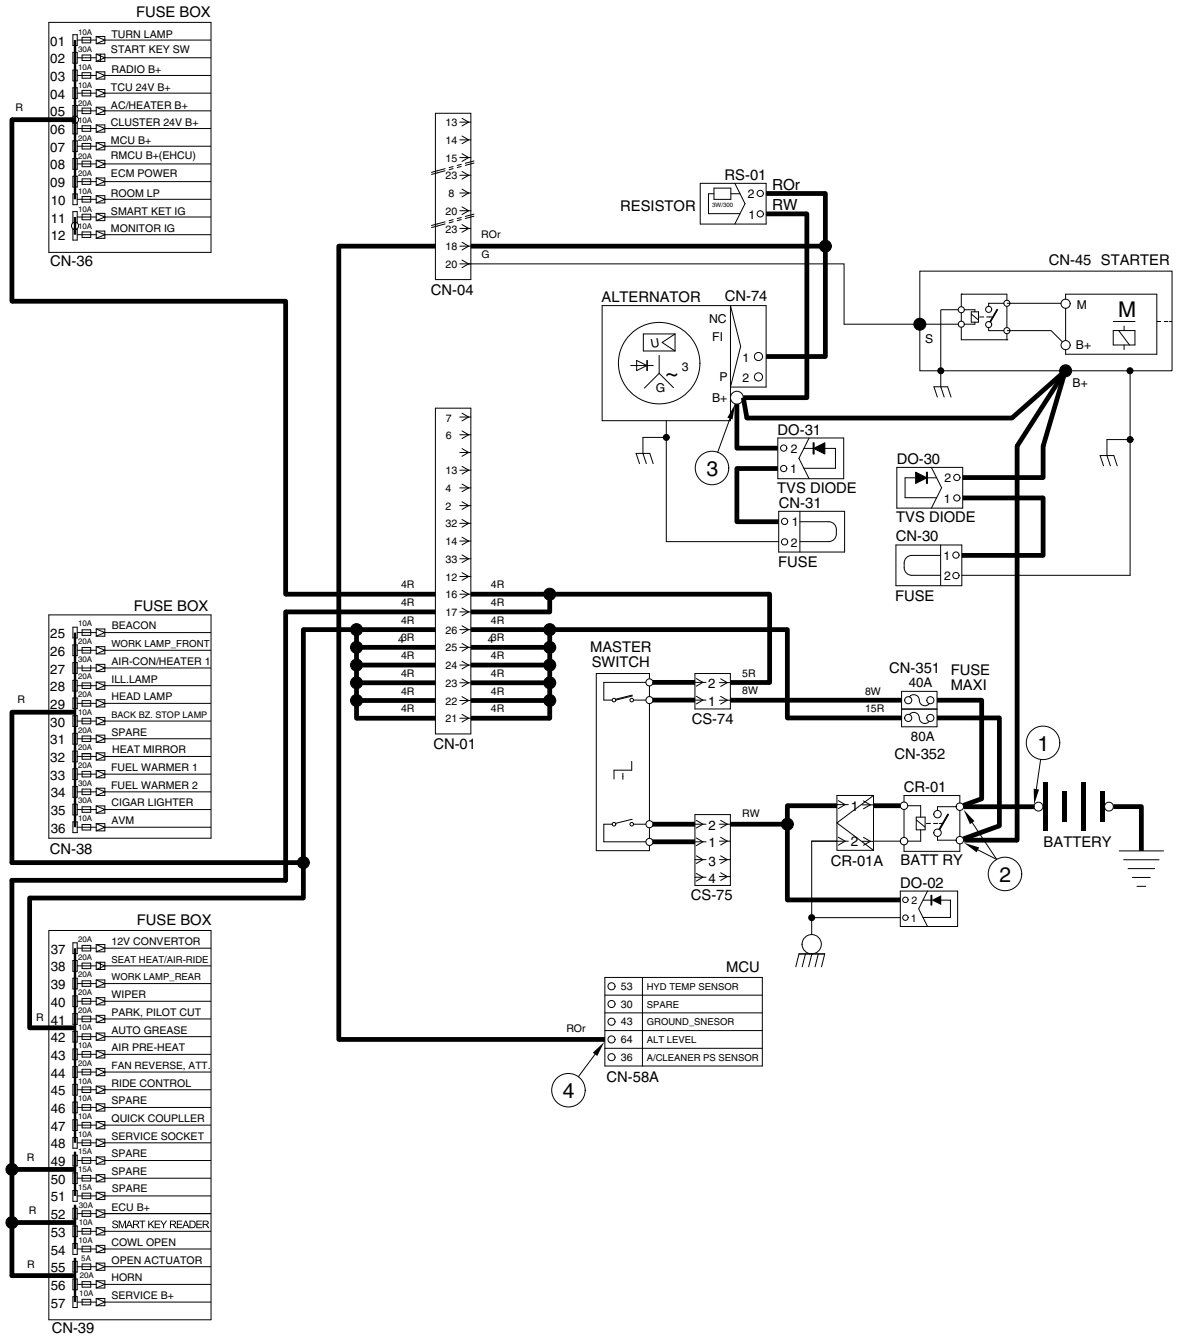 FUSE BOX
01 10A TURN LAMP
02 30A START KEY SW
03 10A RADIO B+
04 10A TCU 24V B+
05 20A AC/HEATER B+
06 10A CLUSTER 24V B+
07 20A MCU B+
08 20A RMCU B+(EHCU)
09 20A ECM POWER
10 10A ROOM LP
11 10A SMART KET IG
12 10A MONITOR IG
CN-36
R
FUSE BOX
25 10A BEACON
26 20A WORK LAMP_FRONT
27 30A AIR-CON/HEATER 1
28 10A ILL.LAMP
29 20A HEAD LAMP
30 10A BACK BZ. STOP LAMP
31 20A SPARE
32 20A HEAT MIRROR
33 20A FUEL WARMER 1
34 30A FUEL WARMER 2
35 30A CIGAR LIGHTER
36 10A AVM
CN-38
R
FUSE BOX
37 20A 12V CONVERTOR
38 20A SEAT HEAT/AIR-RIDE
39 20A WORK LAMP_REAR
40 20A WIPER
41 20A PARK, PILOT CUT
42 10A AUTO GREASE
43 10A AIR PRE-HEAT
44 20A FAN REVERSE, ATT.
45 10A RIDE CONTROL
46 10A SPARE
47 10A QUICK COUPLLER
48 10A SERVICE SOCKET
49 15A SPARE
50 15A SPARE
51 15A SPARE
52 30A ECU B+
53 10A SMART KEY READER
54 10A COWL OPEN
55 5A OPEN ACTUATOR
56 20A HORN
57 10A SERVICE B+
CN-39
R
R
R
R
13
14
15
23
8
20
23
18 ROr
20 G
CN-04
7
6
13
4
2
32
14
33
12
4R 16 4R
4R 17 4R
4R 26 4R
4R 25 4R
4R 24 4R
4R 23 4R
4R 22 4R
4R 21 4R
CN-01
RS-01
RESISTOR
3W/300
2 ROr
1 RW
ALTERNATOR CN-74
NC
FI
1
P 2
B+
U
3
G
~
3
DO-31
2
1
TVS DIODE
CN-31
1
2
FUSE
CN-45 STARTER
M
M
B+
S
B+
DO-30
2
1
TVS DIODE
CN-30
1
2
FUSE
MASTER
SWITCH
2 5R
1 8W
CS-74
2 RW
1
3
4
CS-75
CN-351
40A
FUSE
MAXI
8W
15R
80A
CN-352
1
CR-01
1
2
CR-01A
BATT RY
BATTERY
2
DO-02
2
1
MCU
53 HYD TEMP SENSOR
30 SPARE
43 GROUND_SNESOR
64 ALT LEVEL
36 A/CLEANER PS SENSOR
CN-58A
ROr
4